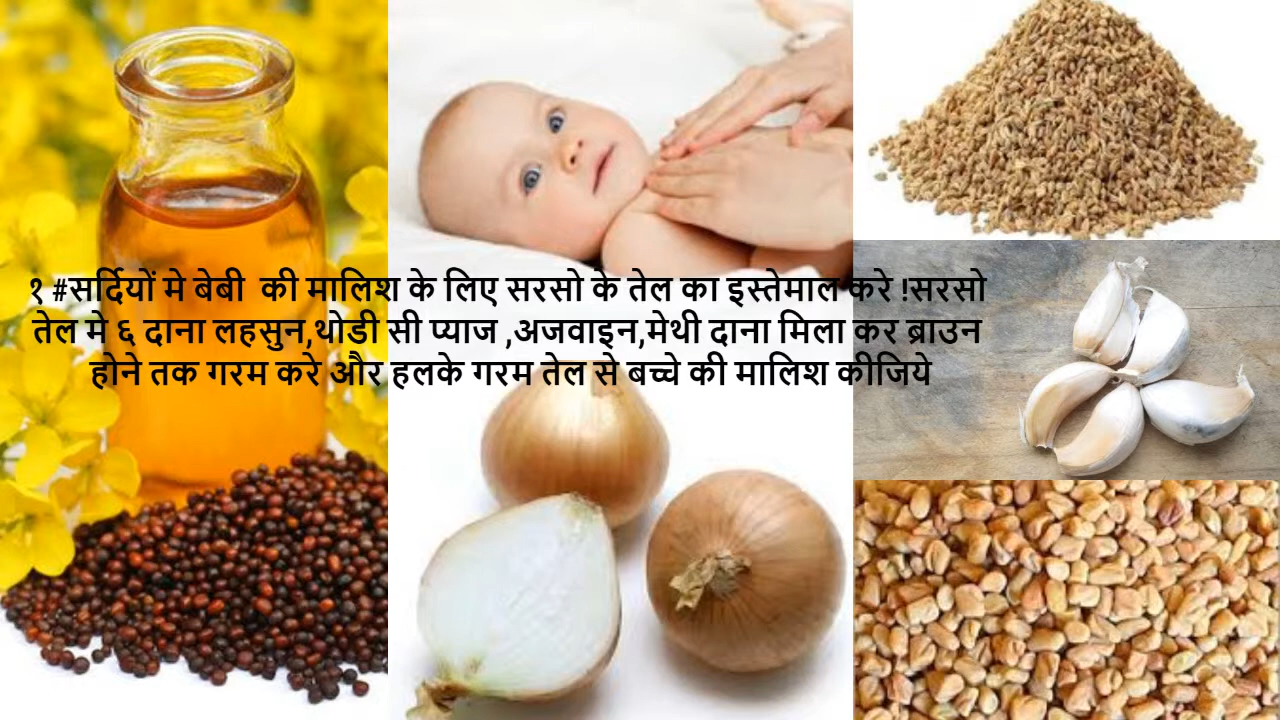 १ #सर्दियों मे बेबी  की मालिश के लिए सरसो के तेल का इस्तेमाल करे !सरसो
तेल मे ६ दाना लहसुन,थोडी सी प्याज ,अजवाइन,मेथी दाना मिला कर ब्राउन
होने तक गरम करे और हलके गरम तेल से बच्चे की मालिश कीजिये